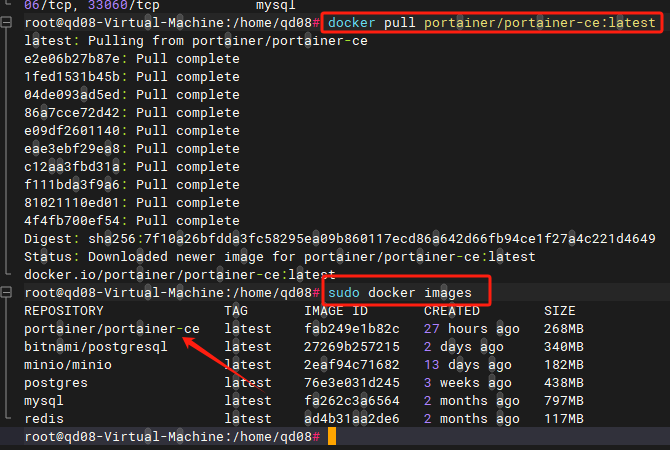 06/tcp, 33060/tcp mysql
root@qd08-Virtual-Machine:/home/qd08# docker pull portainer/portainer-ce:latest
latest: Pulling from portainer/portainer-ce
e2e06b27b87e: Pull complete
1fed1531b45b: Pull complete
04de093ad5ed: Pull complete
86a7cce72d42: Pull complete
e09df2601140: Pull complete
eae3ebf29ea8: Pull complete
c12aa3fbd31a: Pull complete
f111bda3f9a6: Pull complete
81021110ed01: Pull complete
4f4fb700ef54: Pull complete
Digest: sha256:7f10a26bfdda3fc58295ea09b860117ecd86a642d66fb94ce1f27a4c221d4649
Status: Downloaded newer image for portainer/portainer-ce:latest
docker.io/portainer/portainer-ce:latest
root@qd08-Virtual-Machine:/home/qd08# sudo docker images
REPOSITORY TAG IMAGE ID CREATED SIZE
portainer/portainer-ce latest fab249e1b82c 27 hours ago 268MB
bitnami/postgresql latest 27269b257215 2 days ago 340MB
minio/minio latest 2eaf94c71682 13 days ago 182MB
postgres latest 76e3e031d245 3 weeks ago 438MB
mysql latest fa262c3a6564 2 months ago 797MB
redis latest ad4b31aa2de6 2 months ago 117MB
root@qd08-Virtual-Machine:/home/qd08#